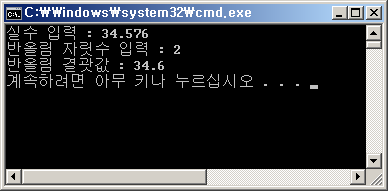 C:₩Windows₩system32₩cmd.exe
실수 입력 : 34.576
반올림 자릿수 입력 : 2
반올림 결괏값 : 34.6
계속하려면 아무 키나 누르십시오 . . . _